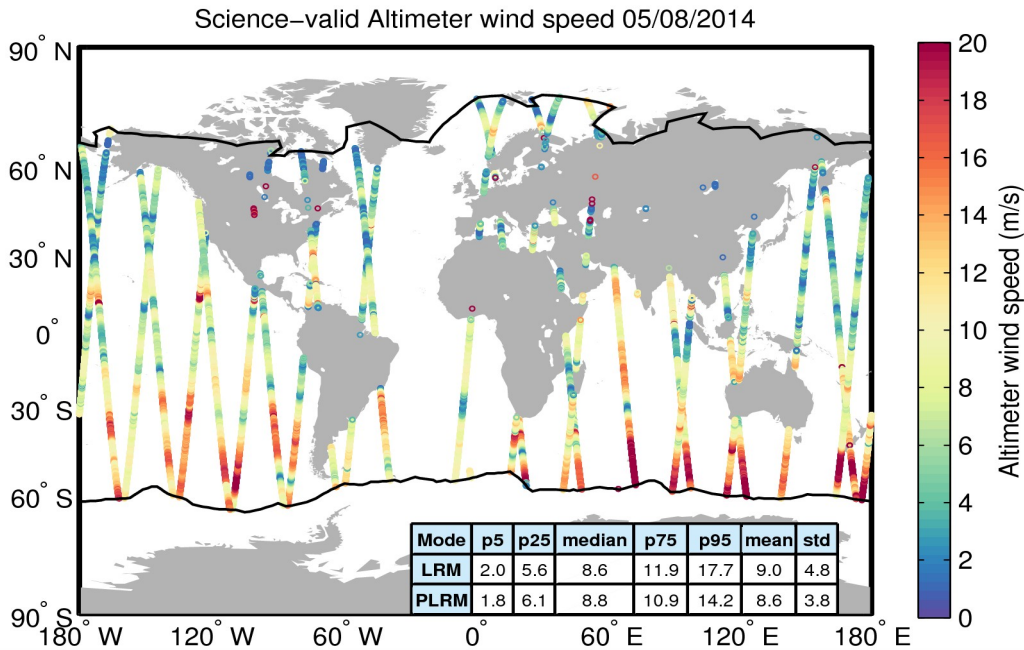 Science−valid Altimeter wind speed 05/08/2014
90° N
60° N
30° N
0°
30° S
60° S
90° S
180° W 120° W 60° W 0° 60° E 120° E 180° E
Mode p5 p25 median p75 p95 mean std
LRM 2.0 5.6 8.6 11.9 17.7 9.0 4.8
PLRM 1.8 6.1 8.8 10.9 14.2 8.6 3.8
20
18
16
14
12
10
8
6
4
2
0
Altimeter wind speed (m/s)